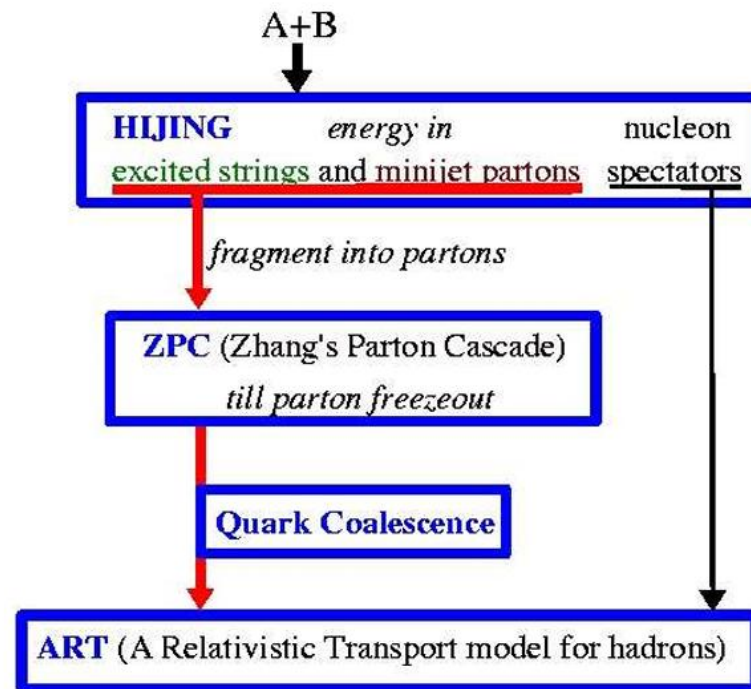 A+B
HIJING energy in nucleon
excited strings and minijet partons spectators
fragment into partons
ZPC (Zhang's Parton Cascade)
till parton freezeout
Quark Coalescence
ART (A Relativistic Transport model for hadrons)